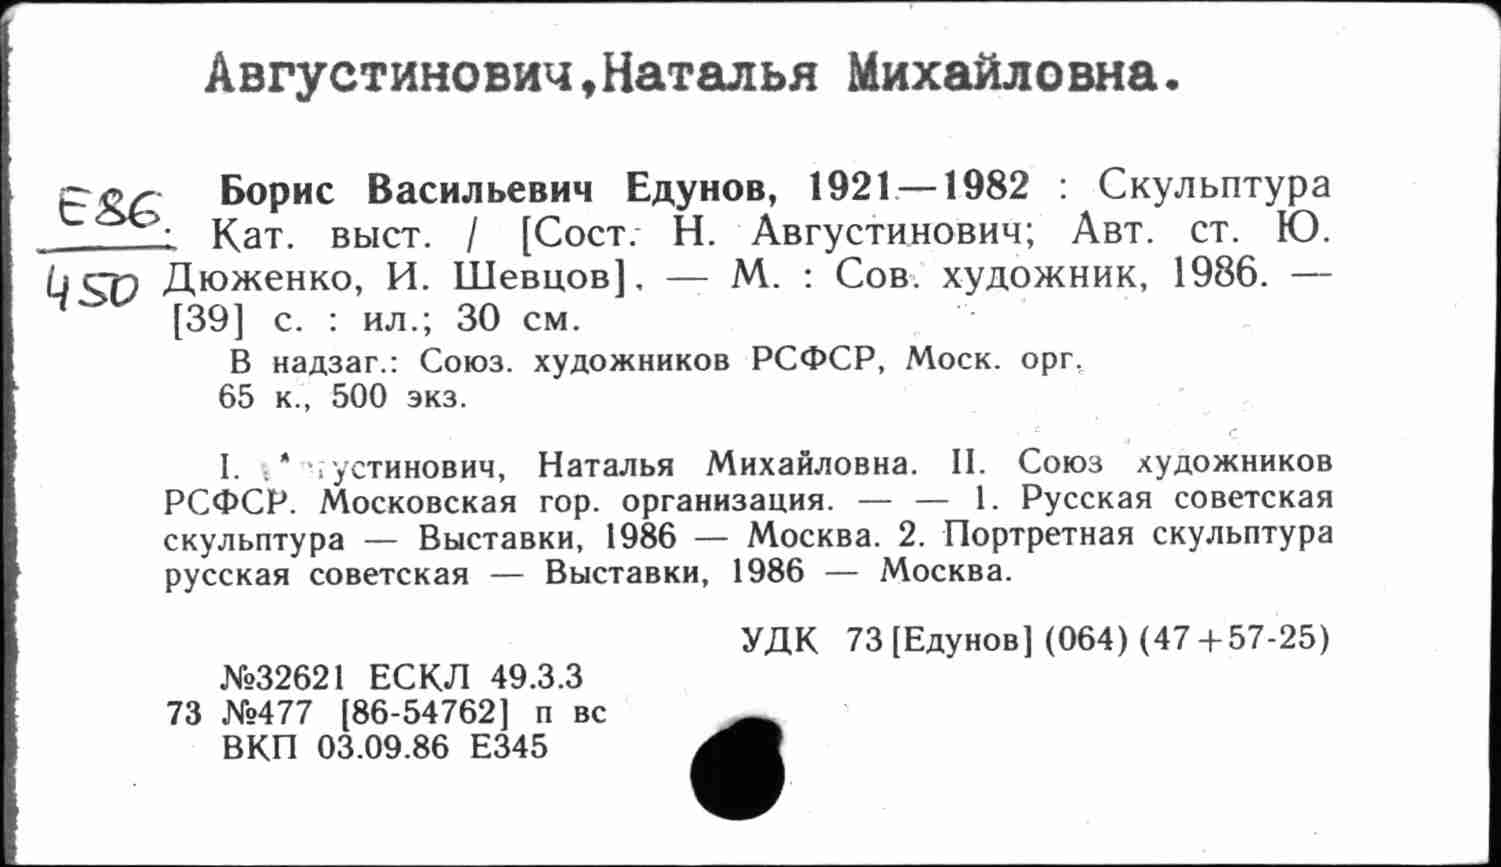 Августинович,Наталья Михайловна.
Е86
450
Борис Васильевич Едунов, 1921—1982 : Скульптура
: Кат. выст. / [Сост. Н. Августинович; Авт. ст. Ю.
Дюженко, И. Шевцов]. — М. : Сов. художник, 1986. —
[39] с. : ил.; 30 см.
В надзаг.: Союз. художников РСФСР, Моск. орг.
65 к., 500 экз.
I. устинович, Наталья Михайловна. II. Союз художников
РСФСР. Московская гор. организация. — — 1. Русская советская
скульптура — Выставки, 1986 — Москва. 2. Портретная скульптура
русская советская — Выставки, 1986 — Москва.
УДК 73 [Едунов] (064) (47+57-25)
№32621 ЕСКЛ 49.3.3
73 №477 [86-54762] п вс
ВКП 03.09.86 Е345